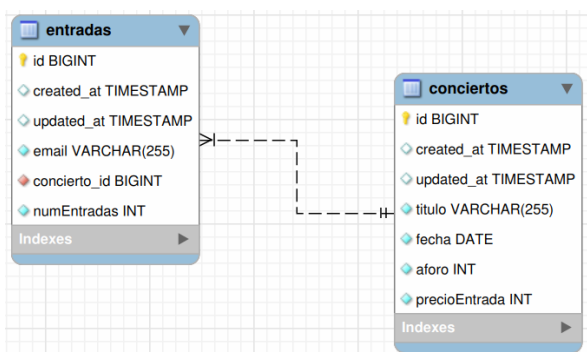 entradas
id BIGINT
created_at TIMESTAMP
updated_at TIMESTAMP
email VARCHAR(255)
concierto_id BIGINT
numEntradas INT
Indexes
conciertos
id BIGINT
created_at TIMESTAMP
updated_at TIMESTAMP
titulo VARCHAR(255)
fecha DATE
aforo INT
precioEntrada INT
Indexes